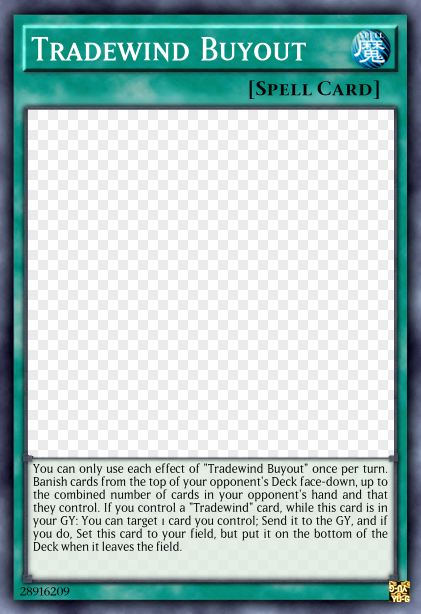 Tradewind Buyout
SPELL
魔
[Spell Card]
You can only use each effect of "Tradewind Buyout" once per turn.
Banish cards from the top of your opponent's Deck face-down, up to
the combined number of cards in your opponent's hand and that
they control. If you control a "Tradewind" card, while this card is in
your GY: You can target 1 card you control; Send it to the GY, and if
you do, Set this card to your field, but put it on the bottom of the
Deck when it leaves the field.
28916209